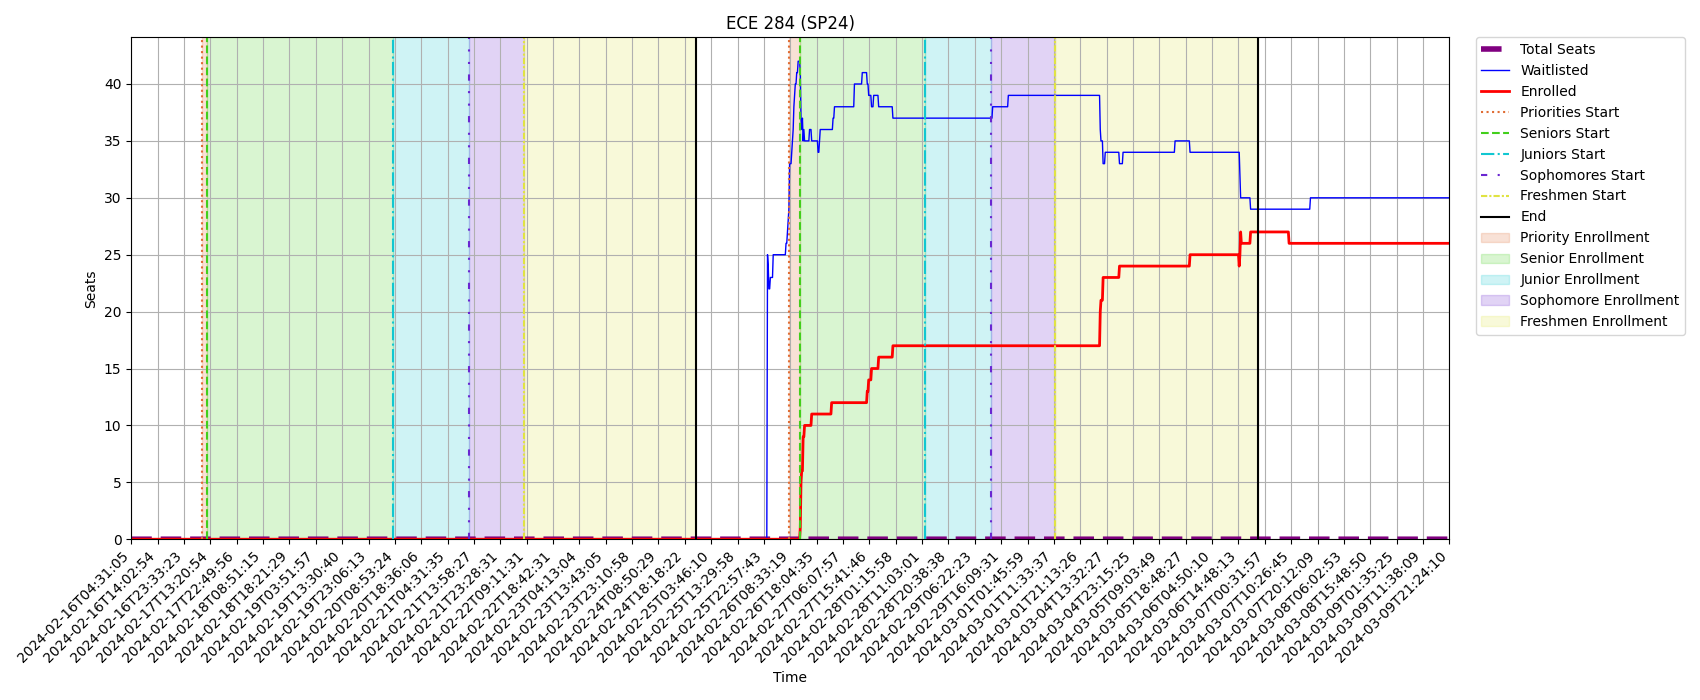 ECE 284 (SP24)
Total Seats
Waitlisted
Enrolled
Priorities Start
Seniors Start
Juniors Start
Sophomores Start
Freshmen Start
End
Priority Enrollment
Senior Enrollment
Junior Enrollment
Sophomore Enrollment
Freshmen Enrollment
Seats
40
35
30
25
20
15
10
5
0
2024-02-16T04:31:05
2024-02-16T14:02:54
2024-02-16T23:33:23
2024-02-17T13:20:54
2024-02-17T22:49:56
2024-02-18T08:51:15
2024-02-18T18:21:29
2024-02-19T03:51:57
2024-02-19T13:30:40
2024-02-19T23:06:13
2024-02-20T08:53:24
2024-02-20T18:36:06
2024-02-21T04:31:35
2024-02-21T13:58:27
2024-02-21T23:28:31
2024-02-22T09:11:31
2024-02-22T18:42:31
2024-02-23T04:13:04
2024-02-23T13:43:05
2024-02-23T23:10:58
2024-02-24T08:50:29
2024-02-24T18:18:22
2024-02-25T03:46:10
2024-02-25T13:29:58
2024-02-25T22:57:43
2024-02-26T08:33:19
2024-02-26T18:04:35
2024-02-27T06:07:57
2024-02-27T15:41:46
2024-02-28T01:15:58
2024-02-28T11:03:01
2024-02-28T20:38:38
2024-02-29T06:22:23
2024-02-29T16:09:31
2024-03-01T01:45:59
2024-03-01T11:33:37
2024-03-01T21:13:26
2024-03-04T13:32:27
2024-03-04T23:15:25
2024-03-05T09:03:49
2024-03-05T18:48:27
2024-03-06T04:50:10
2024-03-06T14:48:13
2024-03-07T00:31:57
2024-03-07T10:26:45
2024-03-07T20:12:09
2024-03-08T06:02:53
2024-03-08T15:48:50
2024-03-09T01:35:25
2024-03-09T11:38:09
2024-03-09T21:24:10
Time